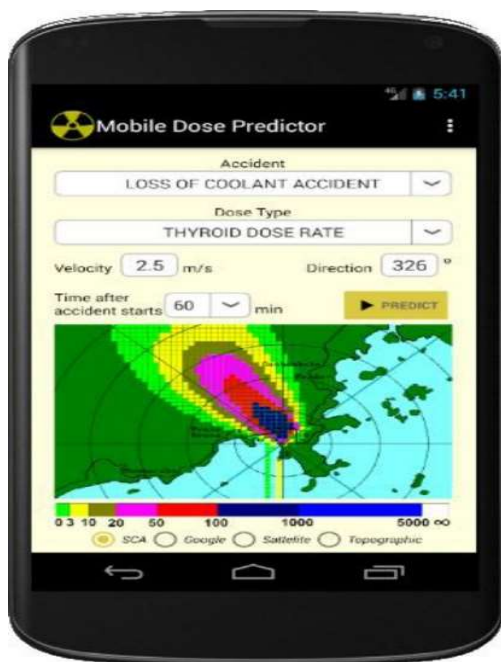 4G 5:41
Mobile Dose Predictor
Accident
LOSS OF COOLANT ACCIDENT
Dose Type
THYROID DOSE RATE
Velocity 2.5 m/s Direction 326 °
Time after
accident starts 60 min PREDICT
0 3 10 20 50 100 1000 5000 ∞
SCA Google Sattelite Topographic